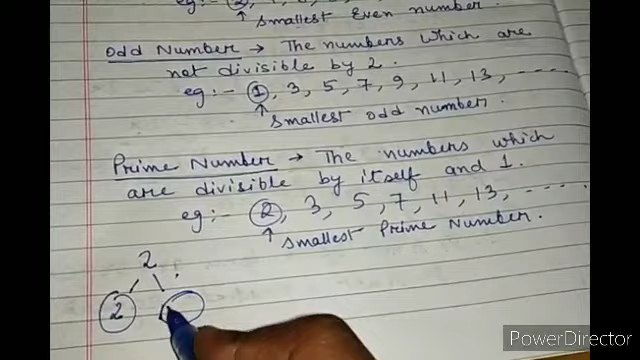 eg:- 2,
↑ Smallest Even number.
Odd Number → The numbers which are
not divisible by 2.
eg:- 1, 3, 5, 7, 9, 11, 13, ----
↑ Smallest odd number.
Prime Number → The numbers which
are divisible by itself and 1.
eg:- 2, 3, 5, 7, 11, 13, ----
↑ Smallest Prime Number.
2
2
PowerDirector